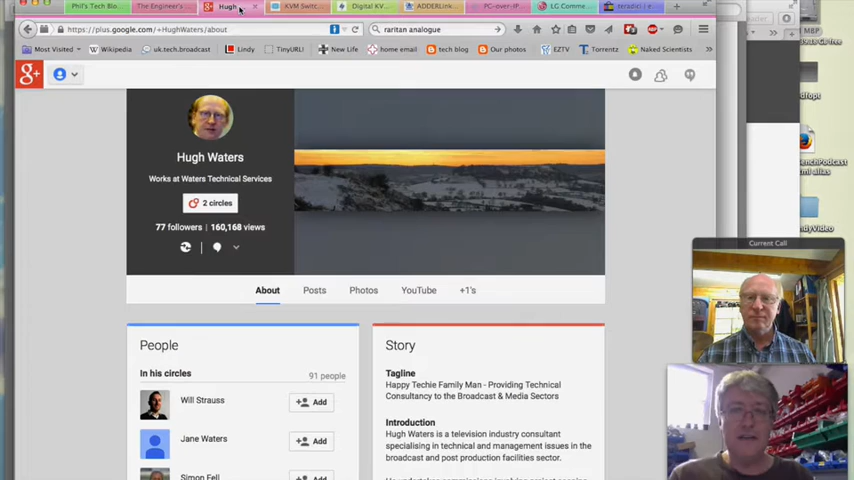 Phil's Tech Blo...
The Engineer's
Hugh
KVM Switc...
Digital KV...
ADDERLink
PC-over-IP
LG Comme...
teradici : e...
https://plus.google.com/+HughWaters/about
raritan analogue
Most Visited
Wikipedia
uk.tech.broadcast
Lindy
TinyURL!
New Life
home email
tech blog
Our photos
EZTV
Torrentz
Growl
g+
Hugh Waters
Works at Waters Technical Services
2 circles
77 followers | 160,168 views
About Posts Photos YouTube +1's
People
In his circles 91 people
Will Strauss Add
Jane Waters Add
Simon Fell
Story
Tagline
Happy Techie Family Man - Providing Technical
Consultancy to the Broadcast & Media Sectors
Introduction
Hugh Waters is a television industry consultant
specialising in technical and management issues in the
broadcast and post production facilities sector.
Current Call